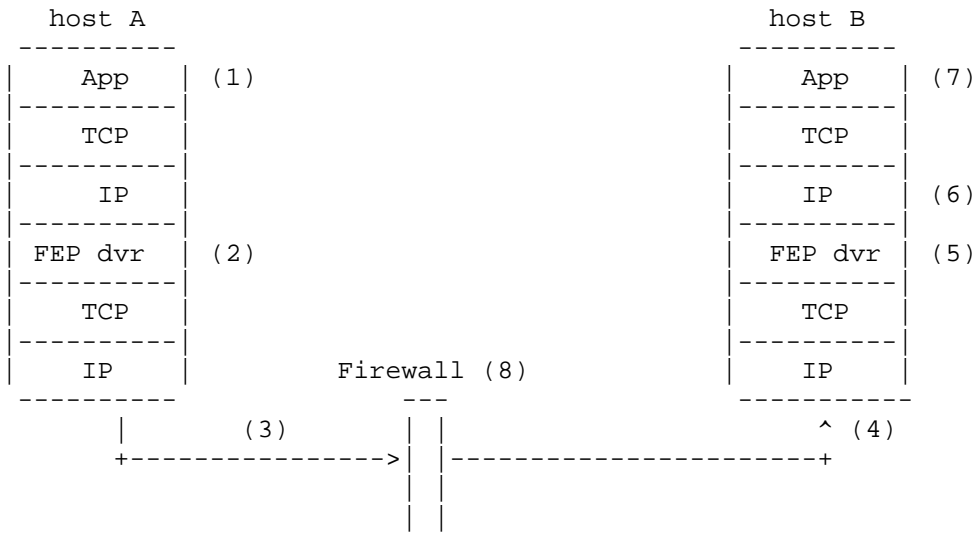 host A host B
App (1) App (7)
TCP TCP
IP IP (6)
FEP dvr (2) FEP dvr (5)
TCP TCP
IP Firewall (8) IP
(3) ^ (4)